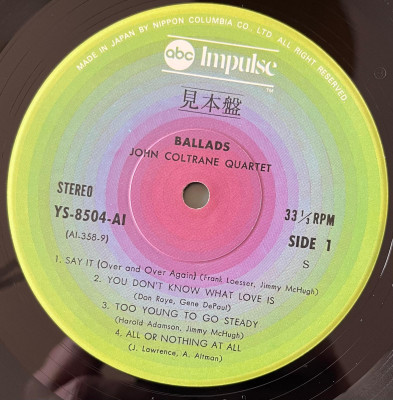 MADE IN JAPAN BY NIPPON COLUMBIA CO., LTD. ALL RIGHT RESERVED
abc Impulse
TM
見本盤
BALLADS
JOHN COLTRANE QUARTET
STEREO
YS-8504-AI
(AI-358-9)
33 1/3 RPM
SIDE 1
S
1. SAY IT (Over and Over Again) (Frank Loesser, Jimmy McHugh)
2. YOU DON'T KNOW WHAT LOVE IS
(Don Raye, Gene DePaul)
3. TOO YOUNG TO GO STEADY
(Harold Adamson, Jimmy McHugh)
4. ALL OR NOTHING AT ALL
(J. Lawrence, A. Altman)